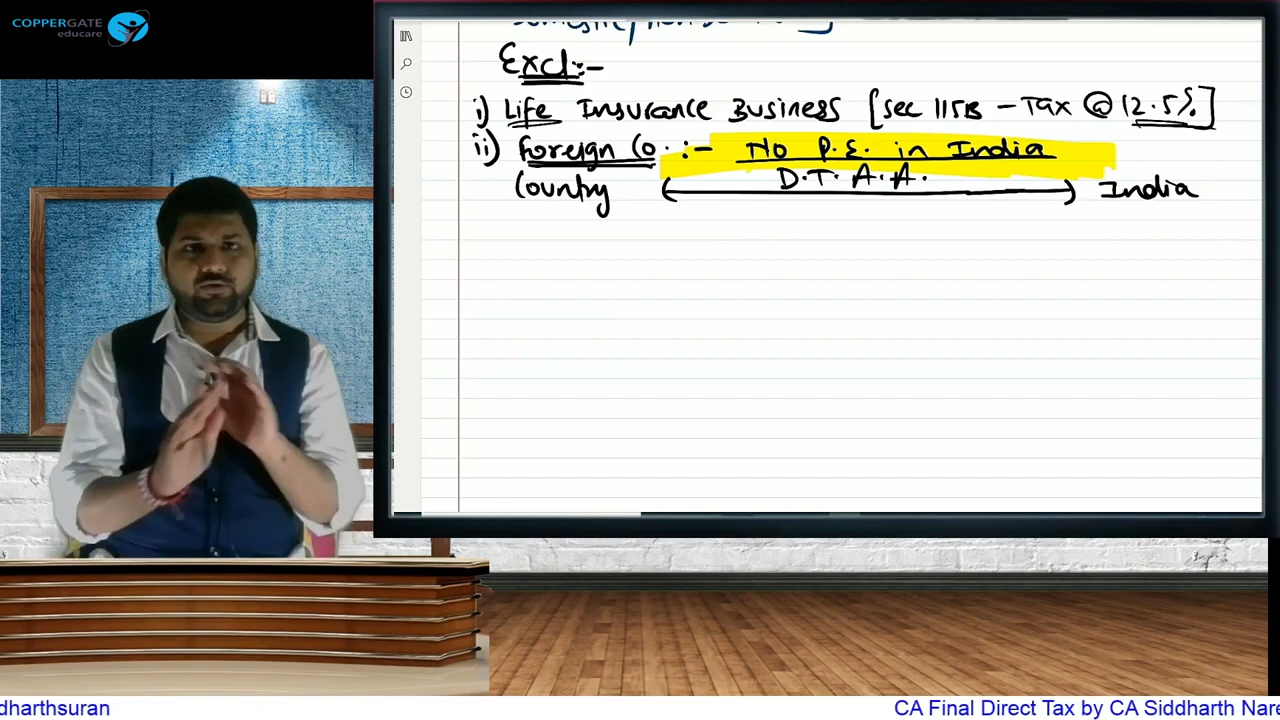 COPPERGATE
educare
Excl:-
i) Life Insurance Business [Sec 115B - Tax @ 12.5%]
ii) Foreign Co. :- No P.E. in India
Country D.T.A.A. India
dharthsuran
CA Final Direct Tax by CA Siddharth Nare